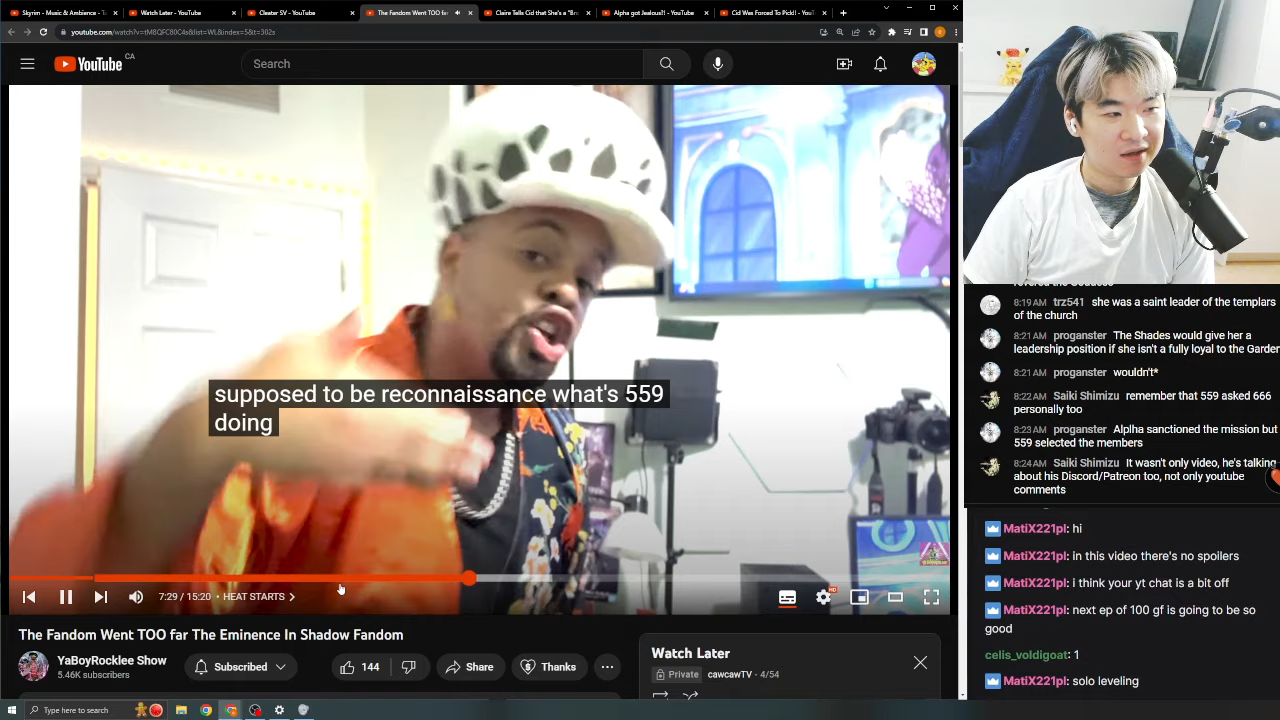 Skyrim - Music & Ambience -
Watch Later - YouTube
Cleater SV - YouTube
The Fandom Went TOO far
Claire Tells Cid that She's a "Bro
Alpha got Jealous?! - YouTube
Cid Was Forced To Pick!! - YouT
youtube.com/watch?v=tM8QFC80C4s&list=WL&index=5&t=302s
YouTube CA
Search
supposed to be reconnaissance what's 559
doing
7:29 / 15:20 • HEAT STARTS
HD
The Fandom Went TOO far The Eminence In Shadow Fandom
YaBoyRocklee Show
5.46K subscribers
Subscribed
144
Share
Thanks
Watch Later
Private
cawcawTV - 4/54
Type here to search
8:19 AM trz541 she was a saint leader of the templars
of the church
8:21 AM proganster The Shades would give her a
leadership position if she isn't a fully loyal to the Garden
8:21 AM proganster wouldn't*
8:22 AM Saiki Shimizu remember that 559 asked 666
personally too
8:23 AM proganster Alplha sanctioned the mission but
559 selected the members
8:24 AM Saiki Shimizu It wasn't only video, he's talking
about his Discord/Patreon too, not only youtube
comments
MatiX221pl: hi
MatiX221pl: in this video there's no spoilers
MatiX221pl: i think your yt chat is a bit off
MatiX221pl: next ep of 100 gf is going to be so
good
celis_voldigoat: 1
MatiX221pl: solo leveling